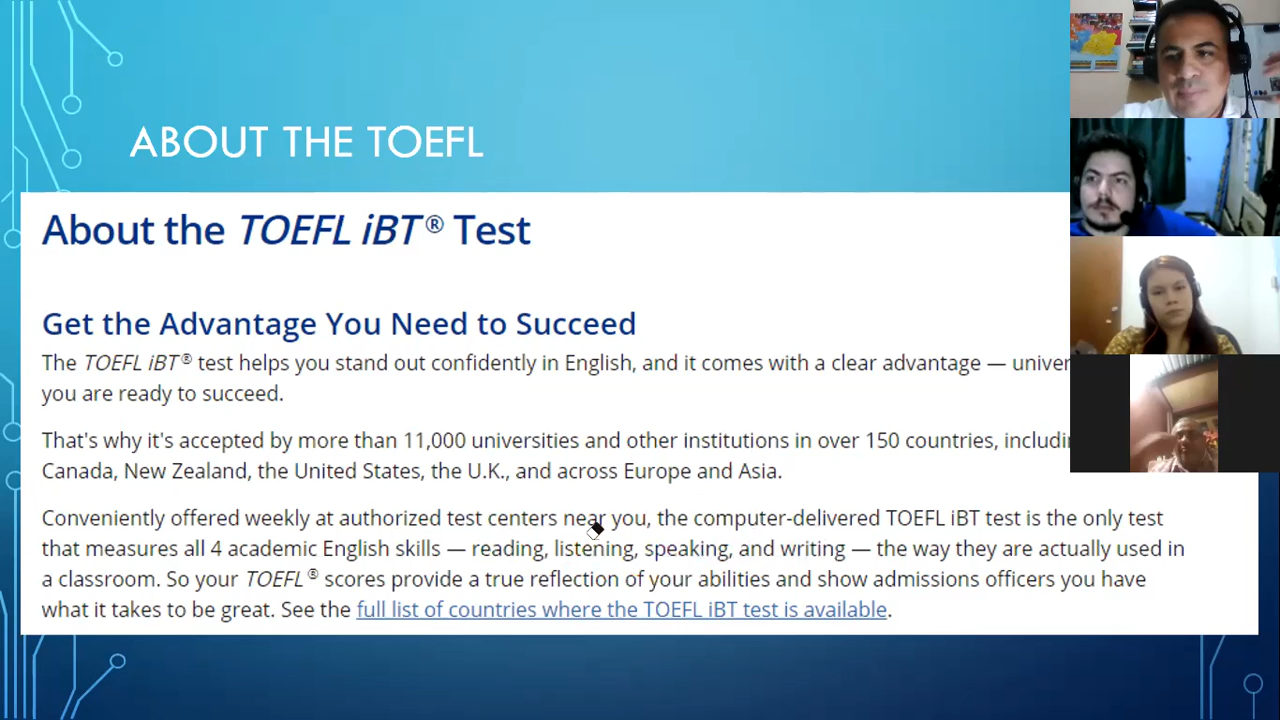 ABOUT THE TOEFL
About the TOEFL iBT® Test
Get the Advantage You Need to Succeed
The TOEFL iBT® test helps you stand out confidently in English, and it comes with a clear advantage —
you are ready to succeed.
That's why it's accepted by more than 11,000 universities and other institutions in over 150 countries,
Canada, New Zealand, the United States, the U.K., and across Europe and Asia.
Conveniently offered weekly at authorized test centers near you, the computer-delivered TOEFL iBT test is the only test
that measures all 4 academic English skills — reading, listening, speaking, and writing — the way they are actually used in
a classroom. So your TOEFL® scores provide a true reflection of your abilities and show admissions officers you have
what it takes to be great. See the full list of countries where the TOEFL iBT test is available.